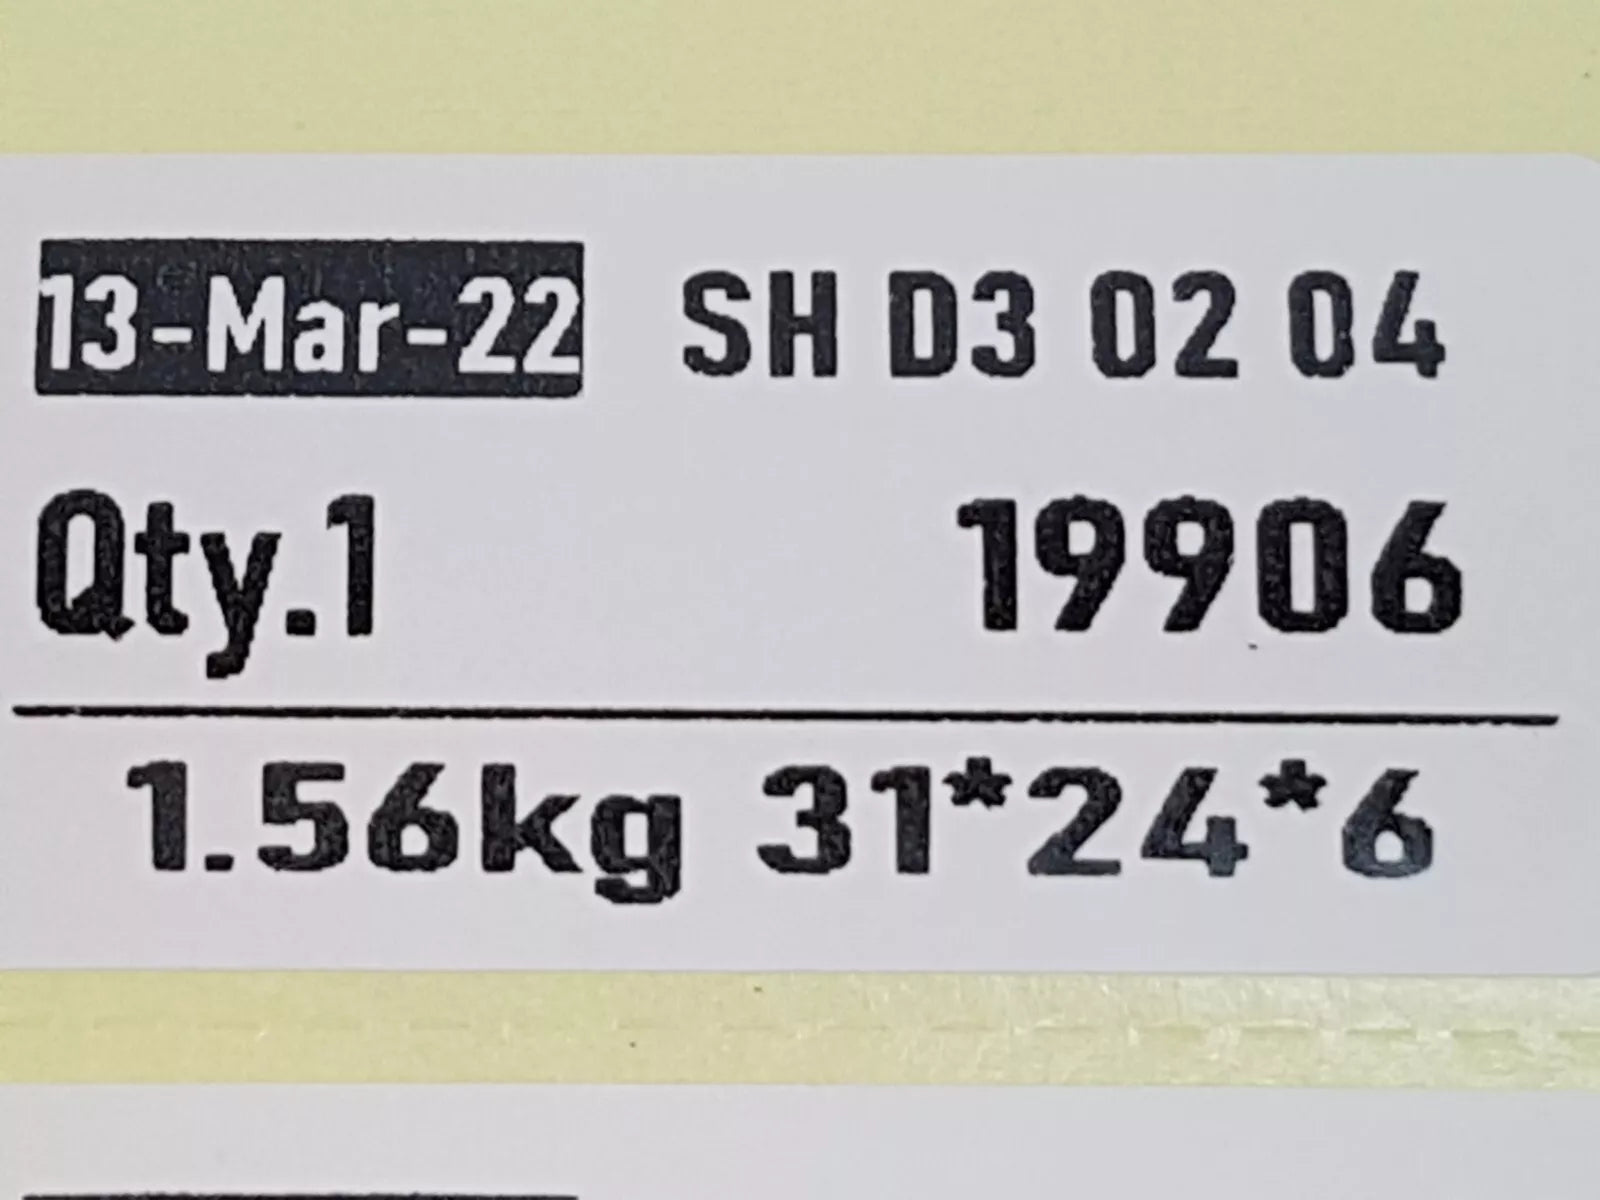 13-Mar-22 SH D3 02 04
Qty.1 19906
1.56kg 31*24*6